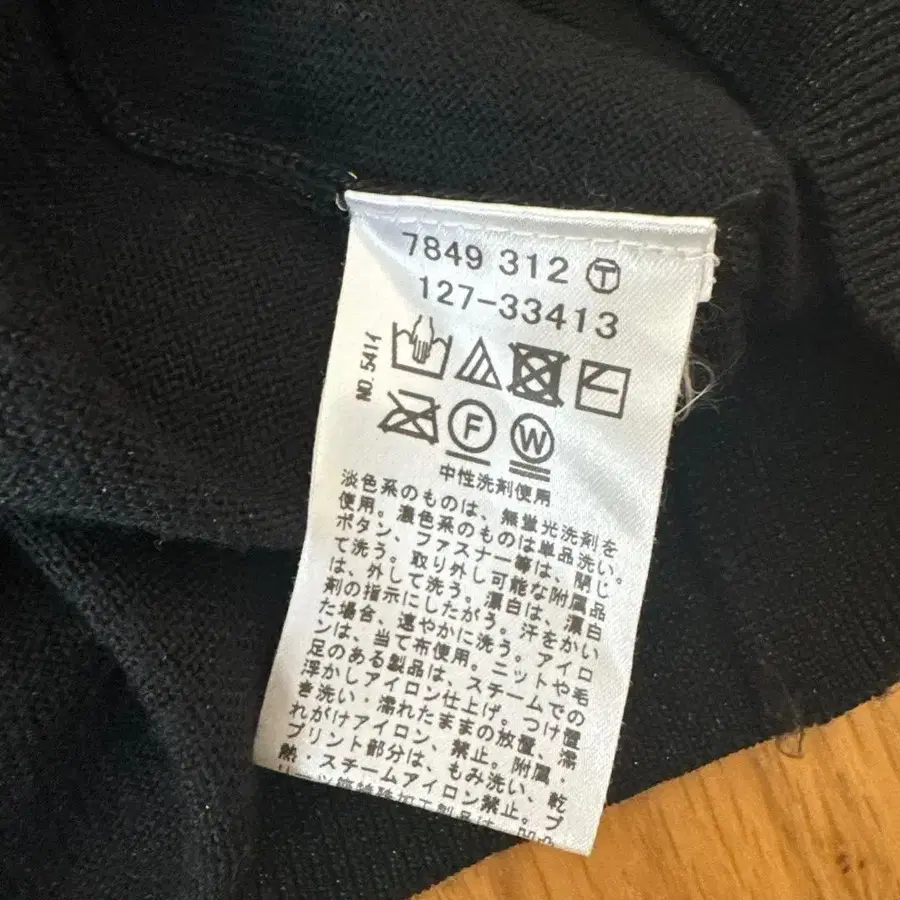 7849 312 Ⓣ
127-33413
NO. 541イ
F W
中性洗剤使用
淡色系のものは、無蛍光洗剤を
使用。濃色系のものは単品洗い。
ボタン、ファスナー等は、閉じ
て洗う。取り外し可能な附属品
は、外して洗う。漂白は、漂白
剤の指示にしたがう。汗をかい
た場合、速やかに洗う。アイロ
ンは、当て布使用。ニットや毛
足のある製品は、スチームでの
浮かしアイロン仕上げ。つけ置
き洗い・濡れたままの放置、濡
れがけアイロン、禁止。附属・
プリント部分は、もみ洗い、乾
熱・スチームアイロン禁止。プ